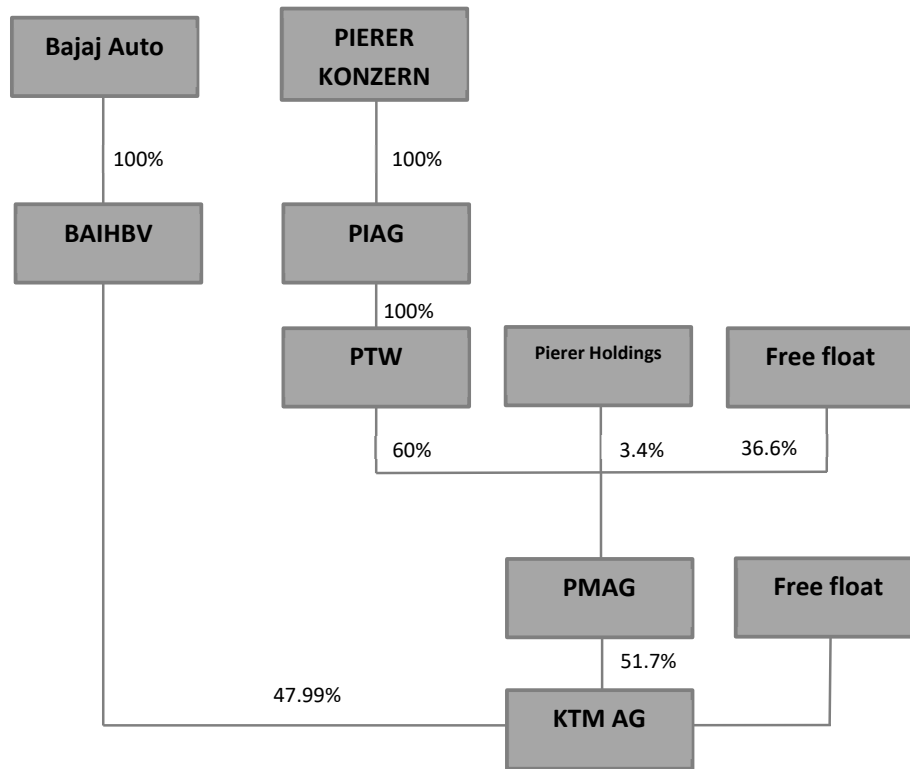 Bajaj Auto
PIERER
KONZERN
100%
100%
BAIHBV
PIAG
100%
PTW
Pierer Holdings
Free float
60%
3.4%
36.6%
PMAG
Free float
51.7%
47.99%
KTM AG